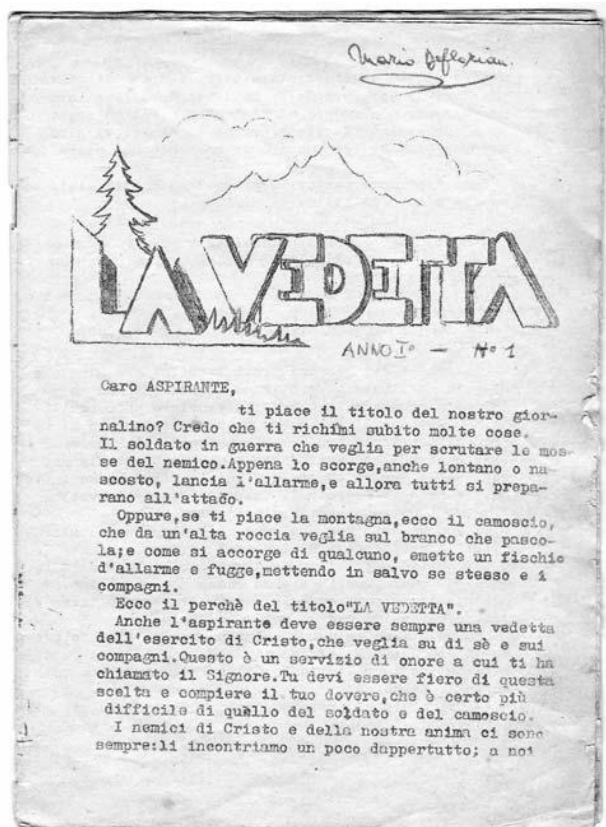 Mario Deflorian.
LA VEDETTA
ANNO I° - N° 1
Caro ASPIRANTE,
ti piace il titolo del nostro gior-
nalino? Credo che ti richimi subito molte cose.
Il soldato in guerra che veglia per scrutare le mos-
se del nemico.Appena lo scorge,anche lontano o na-
scosto, lancia l'allarme,e allora tutti si prepa-
rano all'attaço.
Oppure,se ti piace la montagna,ecco il camoscio,
che da un'alta roccia veglia sul branco che pasco-
la;e come si accorge di qualcuno, emette un fischio
d'allarme e fugge,mettendo in salvo se stesso e i
compagni.
Ecco il perchè del titolo"LA VEDETTA".
Anche l'aspirante deve essere sempre una vedetta
dell'esercito di Cristo,che veglia su di sè e sui
compagni.Questo è un servizio di onore a cui ti ha
chiamato il Signore.Tu devi essere fiero di questa
scelta e compiere il tuo dovere,che è certo più
difficile di quello del soldato e del camoscio.
I nemici di Cristo e della nostra anima ci sono
sempre:li incontriamo un poco dappertutto; a noi